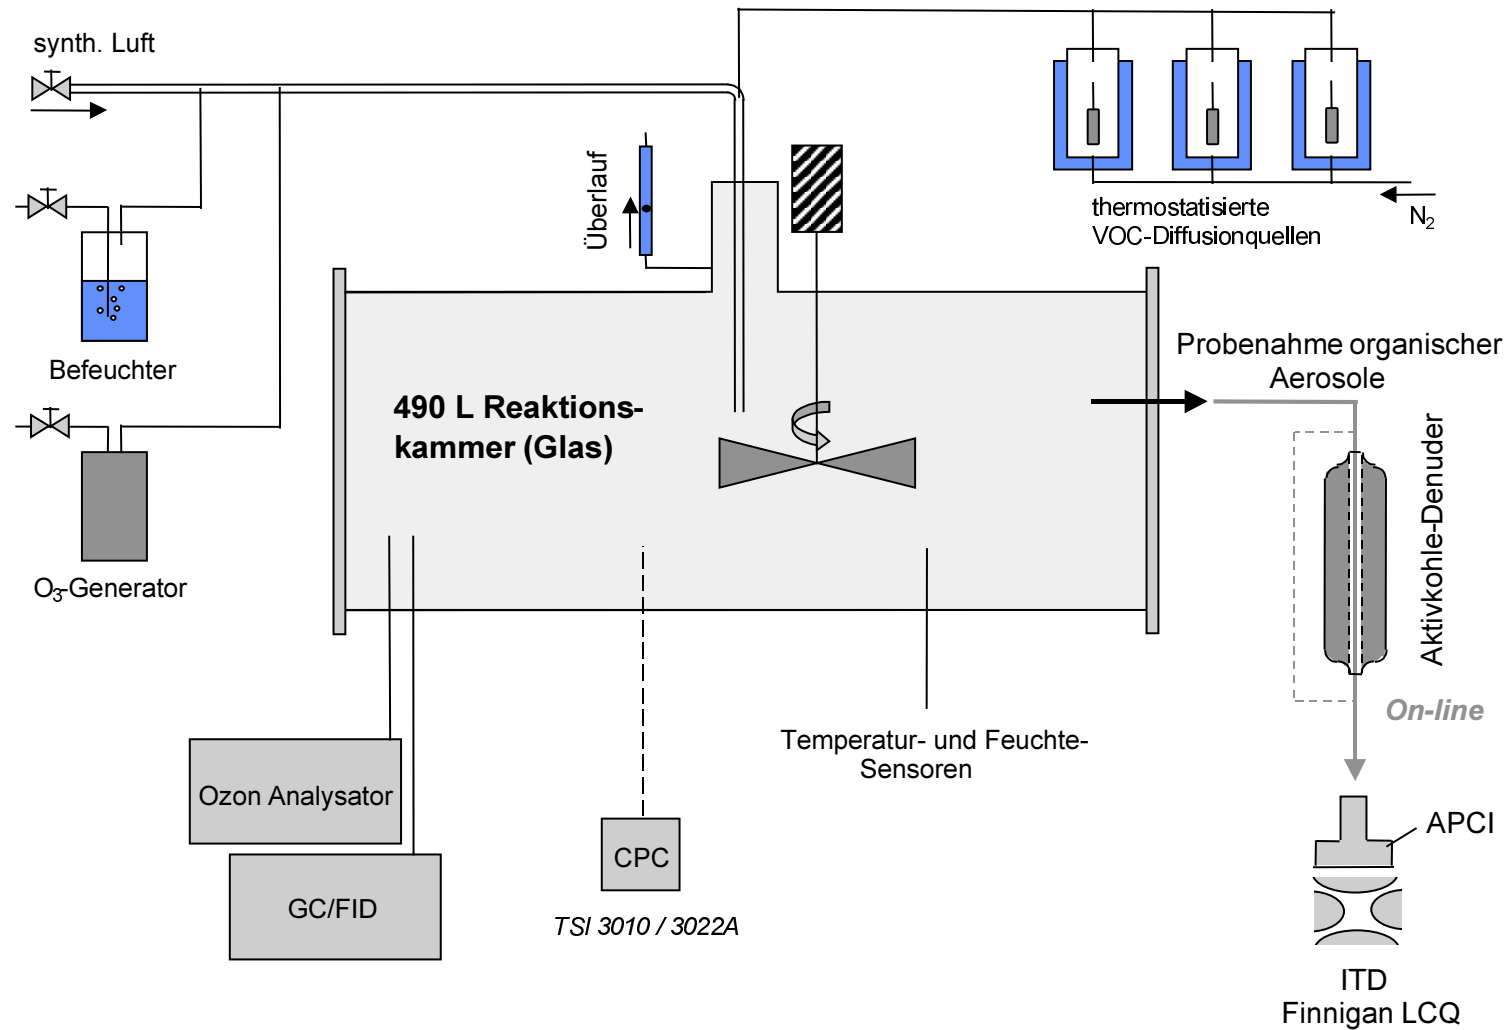 synth. Luft
Überlauf
thermostatisierte
VOC-Diffusionquellen
N2
Befeuchter
Probenahme organischer
Aerosole
490 L Reaktions-
kammer (Glas)
Aktivkohle-Denuder
O3-Generator
On-line
Temperatur- und Feuchte-
Sensoren
Ozon Analysator
APCI
CPC
GC/FID
TSI 3010 / 3022A
ITD
Finnigan LCQ